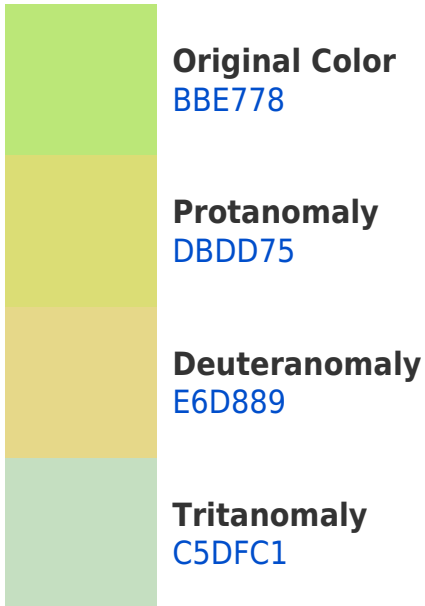 Original Color
BBE778
Protanomaly
DBDD75
Deuteranomaly
E6D889
Tritanomaly
C5DFC1